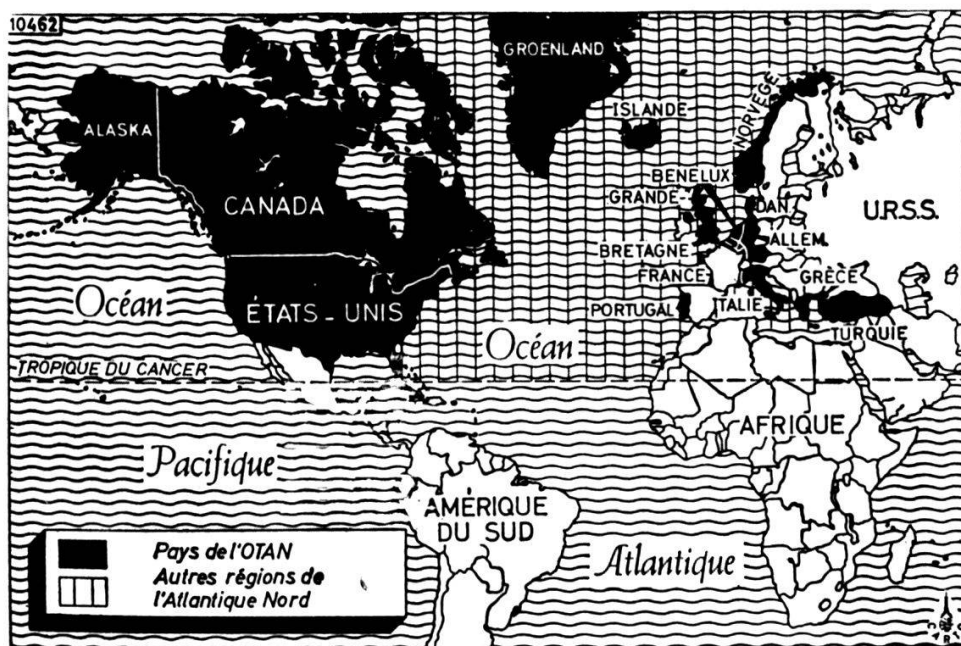 10462
GROENLAND
ALASKA
ISLANDE
NORVÈGE
BENELUX
GRANDE-
CANADA
DAN.
U.R.S.S.
ALLEM.
BRETAGNE
FRANCE
GRÈCE
Océan
ÉTATS-UNIS
PORTUGAL
ITALIE
Océan
TURQUIE
TROPIQUE DU CANCER
AFRIQUE
Pacifique
AMÉRIQUE
DU SUD
Atlantique
Pays de l'OTAN
Autres régions de
l'Atlantique Nord